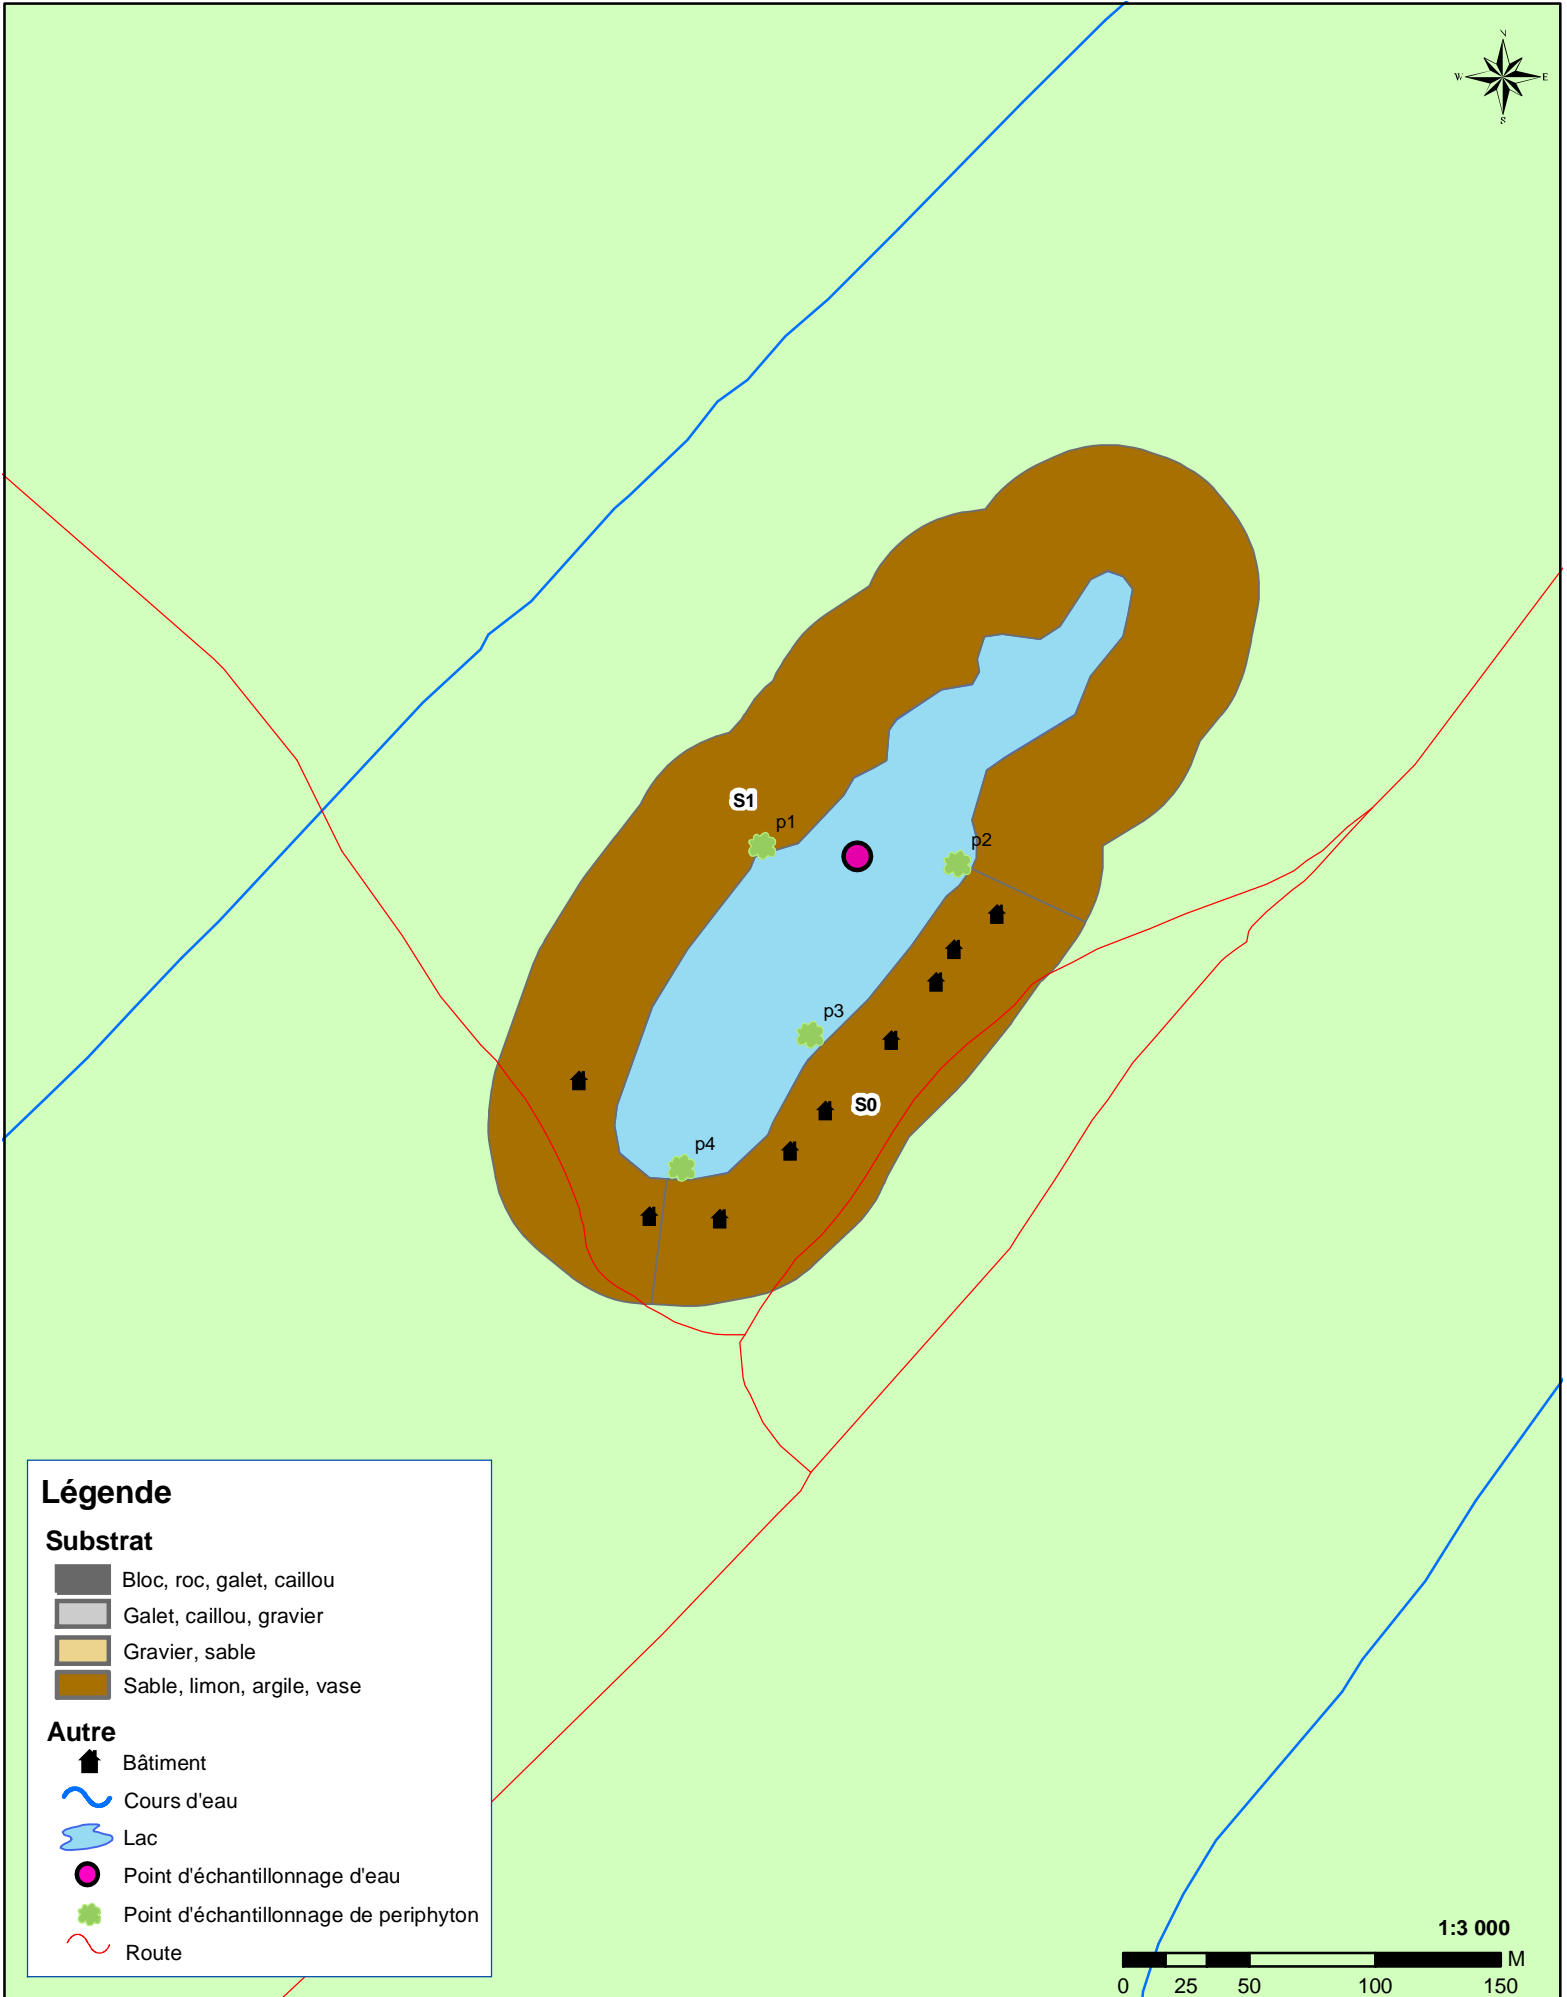 N
W E
S
S1
p1
p2
p3
S0
p4
Légende
Substrat
Bloc, roc, galet, caillou
Galet, caillou, gravier
Gravier, sable
Sable, limon, argile, vase
Autre
Bâtiment
Cours d'eau
Lac
Point d'échantillonnage d'eau
Point d'échantillonnage de periphyton
Route
1:3 000
M
0 25 50 100 150